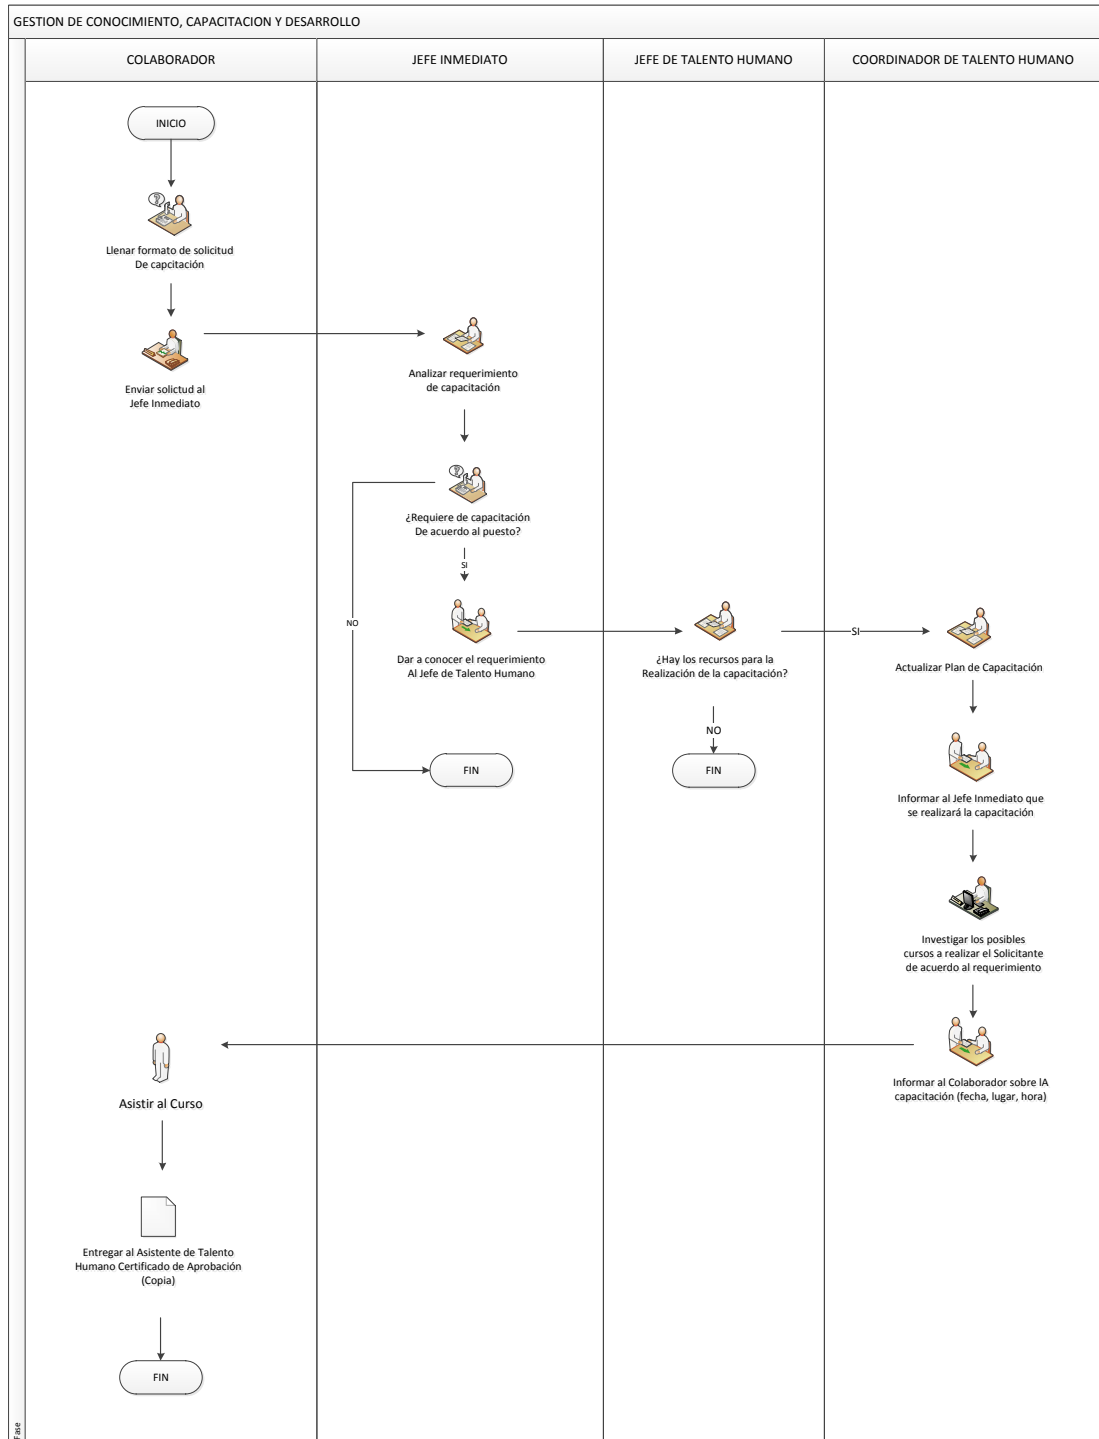 GESTION DE CONOCIMIENTO, CAPACITACION Y DESARROLLO
COLABORADOR
JEFE INMEDIATO
JEFE DE TALENTO HUMANO
COORDINADOR DE TALENTO HUMANO
INICIO
Llenar formato de solicitud
De capcitación
Enviar solictud al
Jefe Inmediato
Analizar requerimiento
de capacitación
¿Requiere de capacitación
De acuerdo al puesto?
SI
NO
Dar a conocer el requerimiento
Al Jefe de Talento Humano
FIN
¿Hay los recursos para la
Realización de la capacitación?
SI
NO
FIN
Actualizar Plan de Capacitación
Informar al Jefe Inmediato que
se realizará la capacitación
Investigar los posibles
cursos a realizar el Solicitante
de acuerdo al requerimiento
Informar al Colaborador sobre lA
capacitación (fecha, lugar, hora)
Asistir al Curso
Entregar al Asistente de Talento
Humano Certificado de Aprobación
(Copia)
FIN
Fase